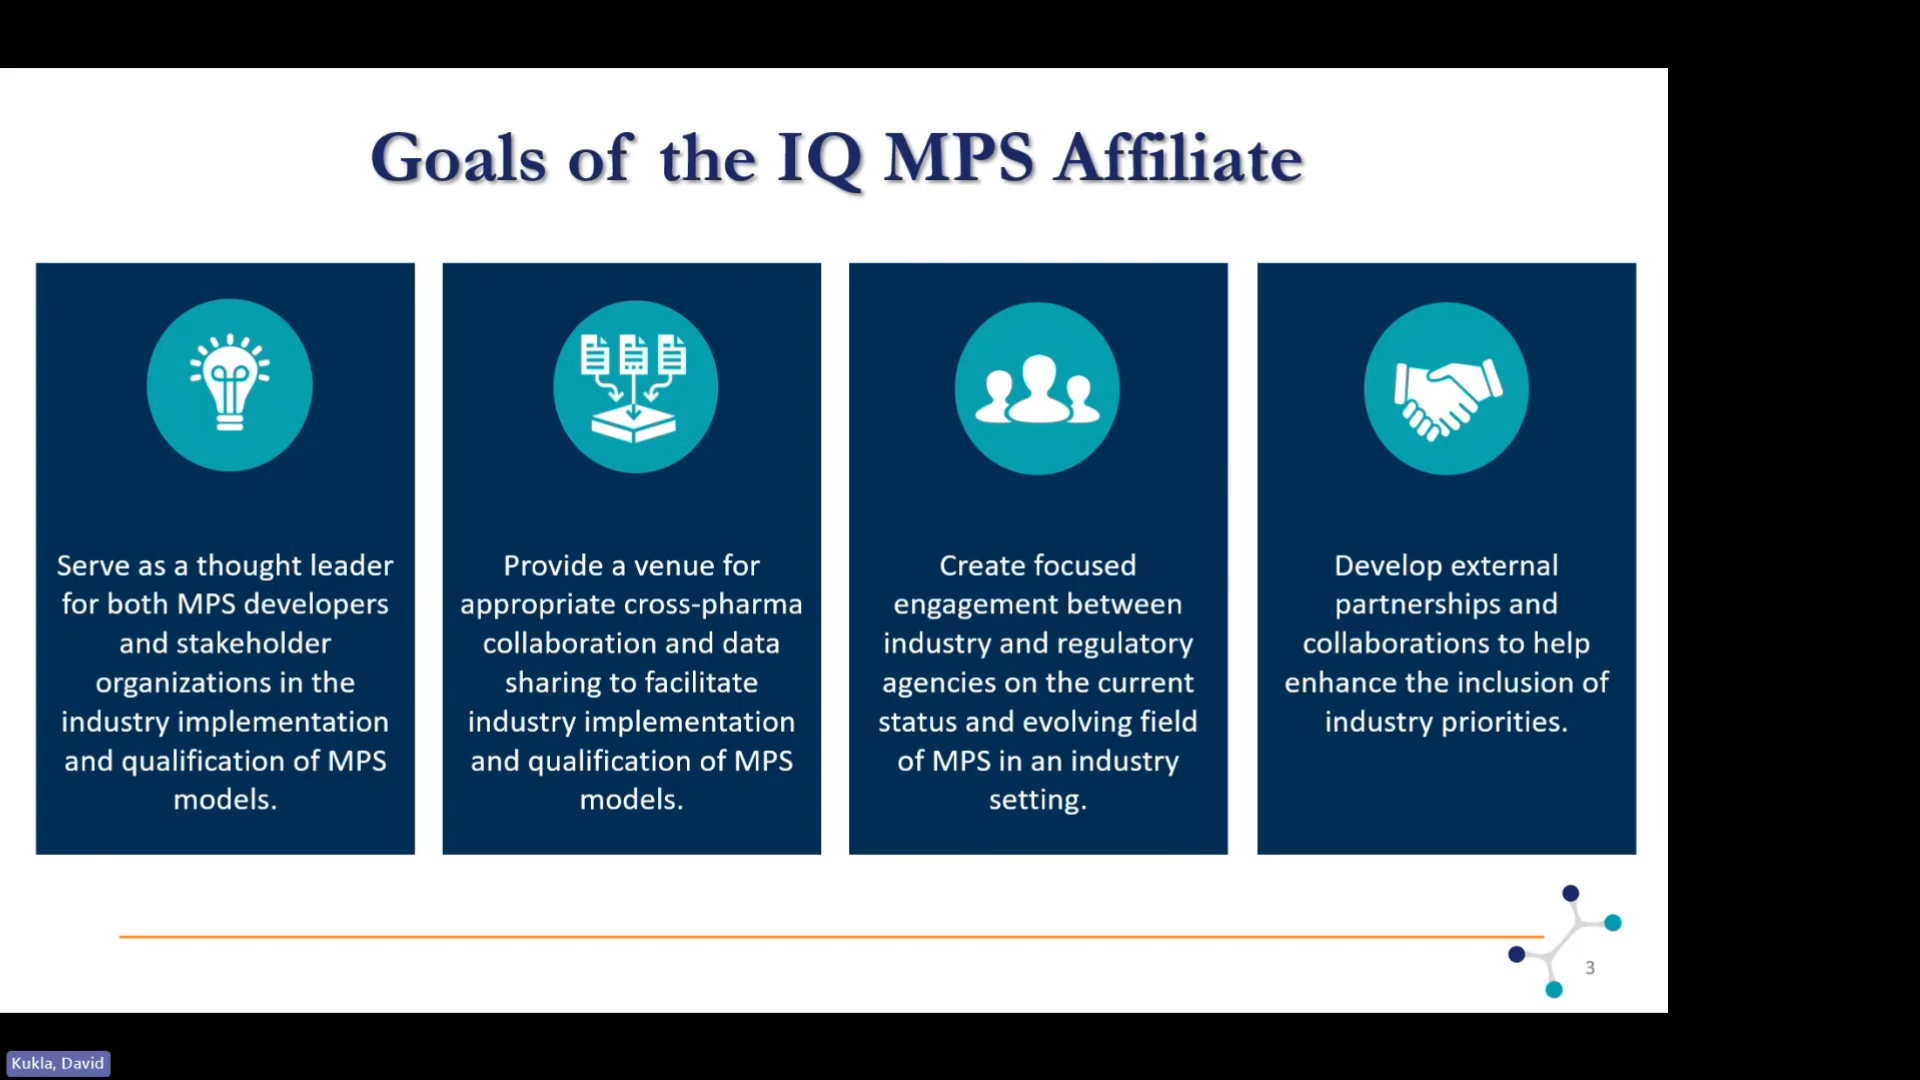 Goals of the IQ MPS Affiliate
Serve as a thought leader
for both MPS developers
and stakeholder
organizations in the
industry implementation
and qualification of MPS
models.
Provide a venue for
appropriate cross-pharma
collaboration and data
sharing to facilitate
industry implementation
and qualification of MPS
models.
Create focused
engagement between
industry and regulatory
agencies on the current
status and evolving field
of MPS in an industry
setting.
Develop external
partnerships and
collaborations to help
enhance the inclusion of
industry priorities.
3
Kukla, David